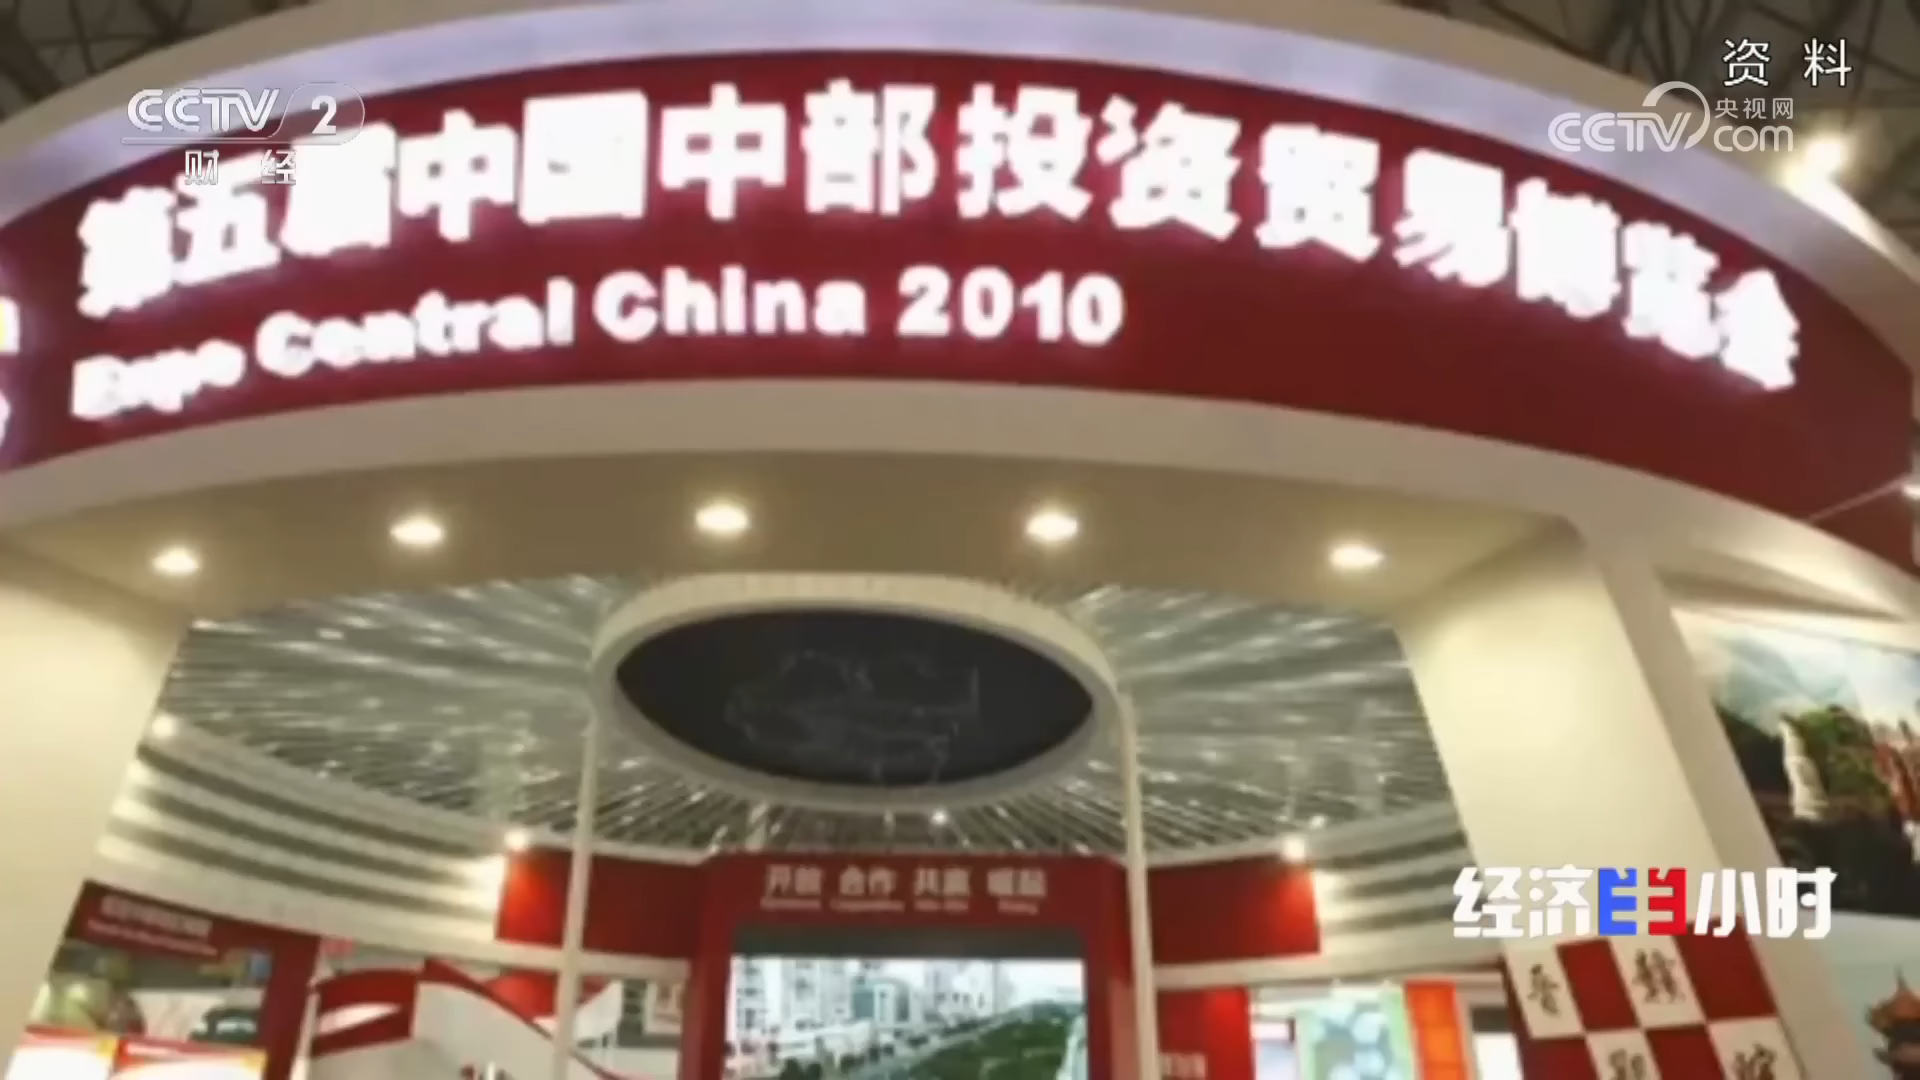 资 料
CCTV 2
财 经
央视网
CCTV.com
第五届中国中部投资贸易博览会
Expo Central China 2010
开放 合作 共赢 崛起
经济半小时
晋